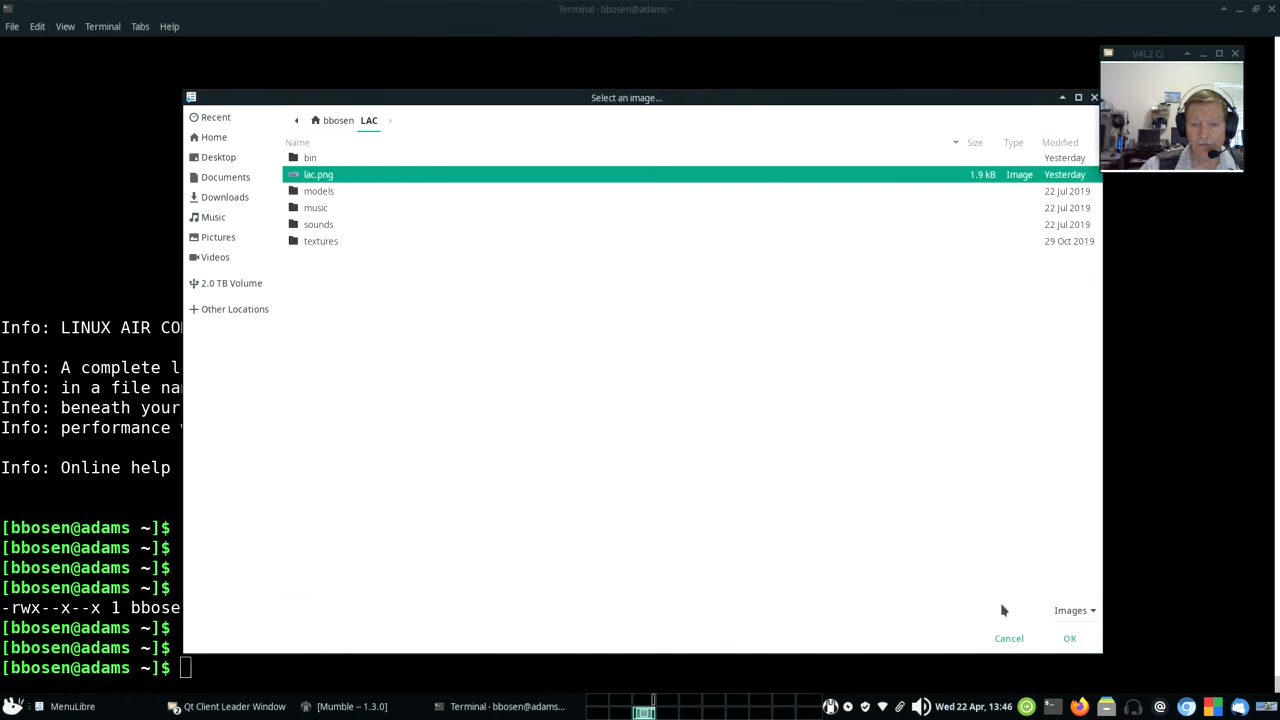 Terminal - bbosen@adams:~
File Edit View Terminal Tabs Help
V4L2 Ca
Select an image...
Recent
Home
Desktop
Documents
Downloads
Music
Pictures
Videos
2.0 TB Volume
Other Locations
bbosen LAC
Name Size Type Modified
bin Yesterday
lac.png 1.9 kB Image Yesterday
models 22 Jul 2019
music 22 Jul 2019
sounds 22 Jul 2019
textures 29 Oct 2019
Images
Cancel OK
Info: LINUX AIR CO
Info: A complete l
Info: in a file na
Info: beneath your
Info: performance
Info: Online help
[bbosen@adams ~]$
[bbosen@adams ~]$
[bbosen@adams ~]$
[bbosen@adams ~]$
-rwx--x--x 1 bbose
[bbosen@adams ~]$
[bbosen@adams ~]$
[bbosen@adams ~]$
MenuLibre Qt Client Leader Window [Mumble -- 1.3.0] Terminal - bbosen@adams... Wed 22 Apr, 13:46